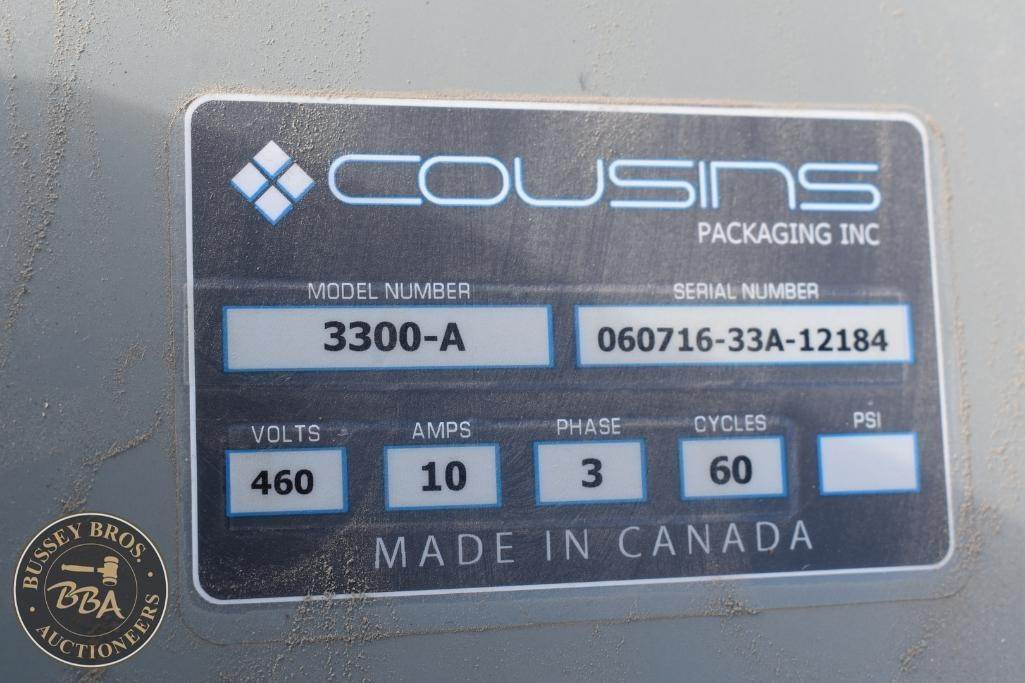 COUSINS
PACKAGING INC
MODEL NUMBER SERIAL NUMBER
3300-A 060716-33A-12184
VOLTS AMPS PHASE CYCLES PSI
460 10 3 60
MADE IN CANADA
BUSSEY BROS.
BBA
AUCTIONEERS